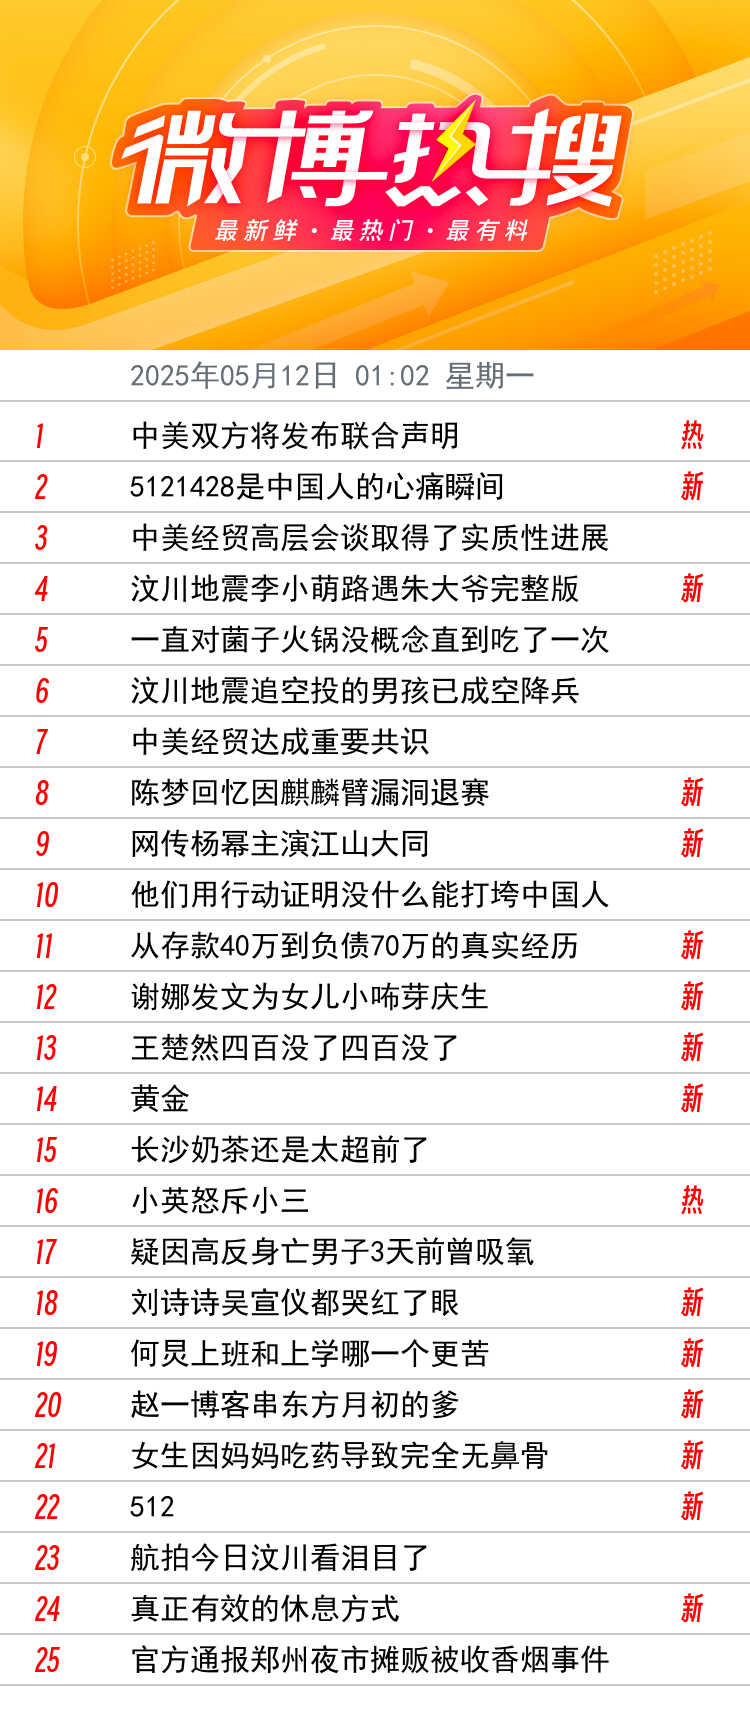 微博热搜
最新鲜·最热门·最有料
2025年05月12日 01:02 星期一
1 中美双方将发布联合声明 热
2 5121428是中国人的心痛瞬间 新
3 中美经贸高层会谈取得了实质性进展
4 汶川地震李小萌路遇朱大爷完整版 新
5 一直对菌子火锅没概念直到吃了一次
6 汶川地震追空投的男孩已成空降兵
7 中美经贸达成重要共识
8 陈梦回忆因麒麟臂漏洞退赛 新
9 网传杨幂主演江山大同 新
10 他们用行动证明没什么能打垮中国人
11 从存款40万到负债70万的真实经历 新
12 谢娜发文为女儿小咘芽庆生 新
13 王楚然四百没了四百没了 新
14 黄金 新
15 长沙奶茶还是太超前了
16 小英怒斥小三 热
17 疑因高反身亡男子3天前曾吸氧
18 刘诗诗吴宣仪都哭红了眼 新
19 何炅上班和上学哪一个更苦 新
20 赵一博客串东方月初的爹 新
21 女生因妈妈吃药导致完全无鼻骨 新
22 512 新
23 航拍今日汶川看泪目了
24 真正有效的休息方式 新
25 官方通报郑州夜市摊贩被收香烟事件